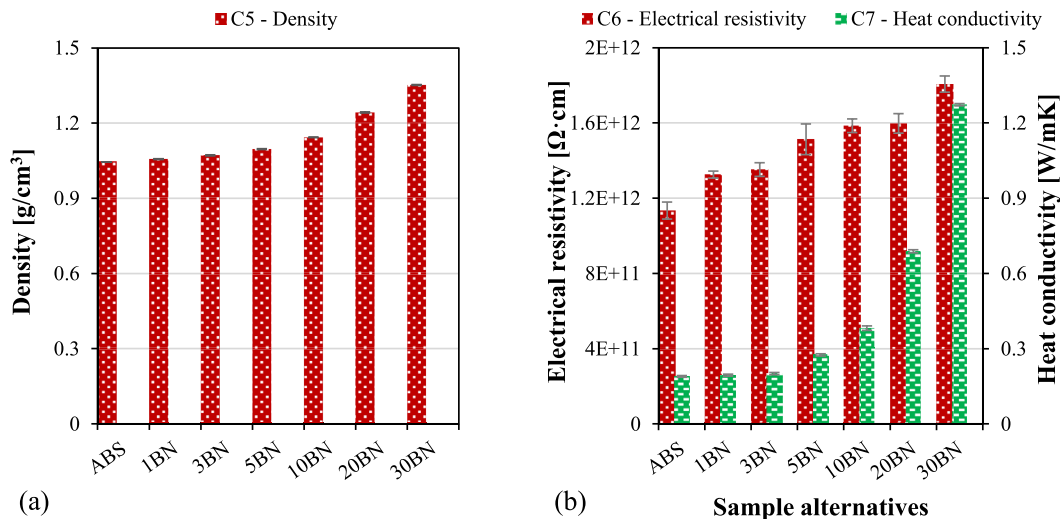 C5 - Density
Density [g/cm³]
1.5
1.2
0.9
0.6
0.3
0
ABS
1BN
3BN
5BN
10BN
20BN
30BN
(a)
C6 - Electrical resistivity
C7 - Heat conductivity
Electrical resistivity [Ω·cm]
2E+12
1.6E+12
1.2E+12
8E+11
4E+11
0
1.5
1.2
0.9
0.6
0.3
0
Heat conductivity [W/mK]
ABS
1BN
3BN
5BN
10BN
20BN
30BN
(b)
Sample alternatives